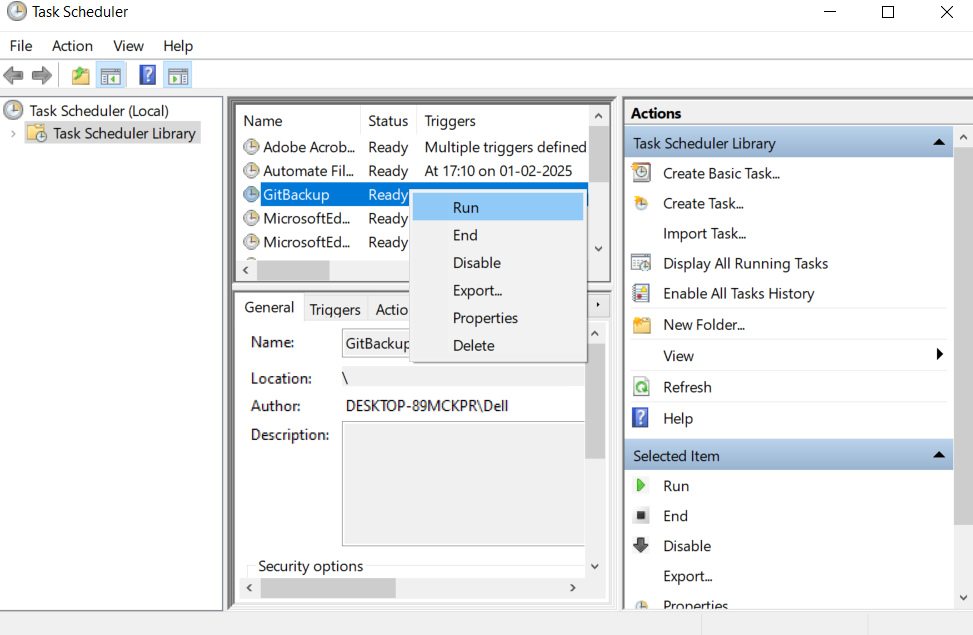 Task Scheduler
File Action View Help
Task Scheduler (Local)
Task Scheduler Library
Name Status Triggers
Adobe Acrob... Ready Multiple triggers defined
Automate Fil... Ready At 17:10 on 01-02-2025
GitBackup Ready
MicrosoftEd... Ready
MicrosoftEd... Ready
Run
End
Disable
Export...
Properties
Delete
General Triggers Actio
Name: GitBackup
Location: \
Author: DESKTOP-89MCKPR\Dell
Description:
Security options
Actions
Task Scheduler Library
Create Basic Task...
Create Task...
Import Task...
Display All Running Tasks
Enable All Tasks History
New Folder...
View
Refresh
Help
Selected Item
Run
End
Disable
Export...
Properties